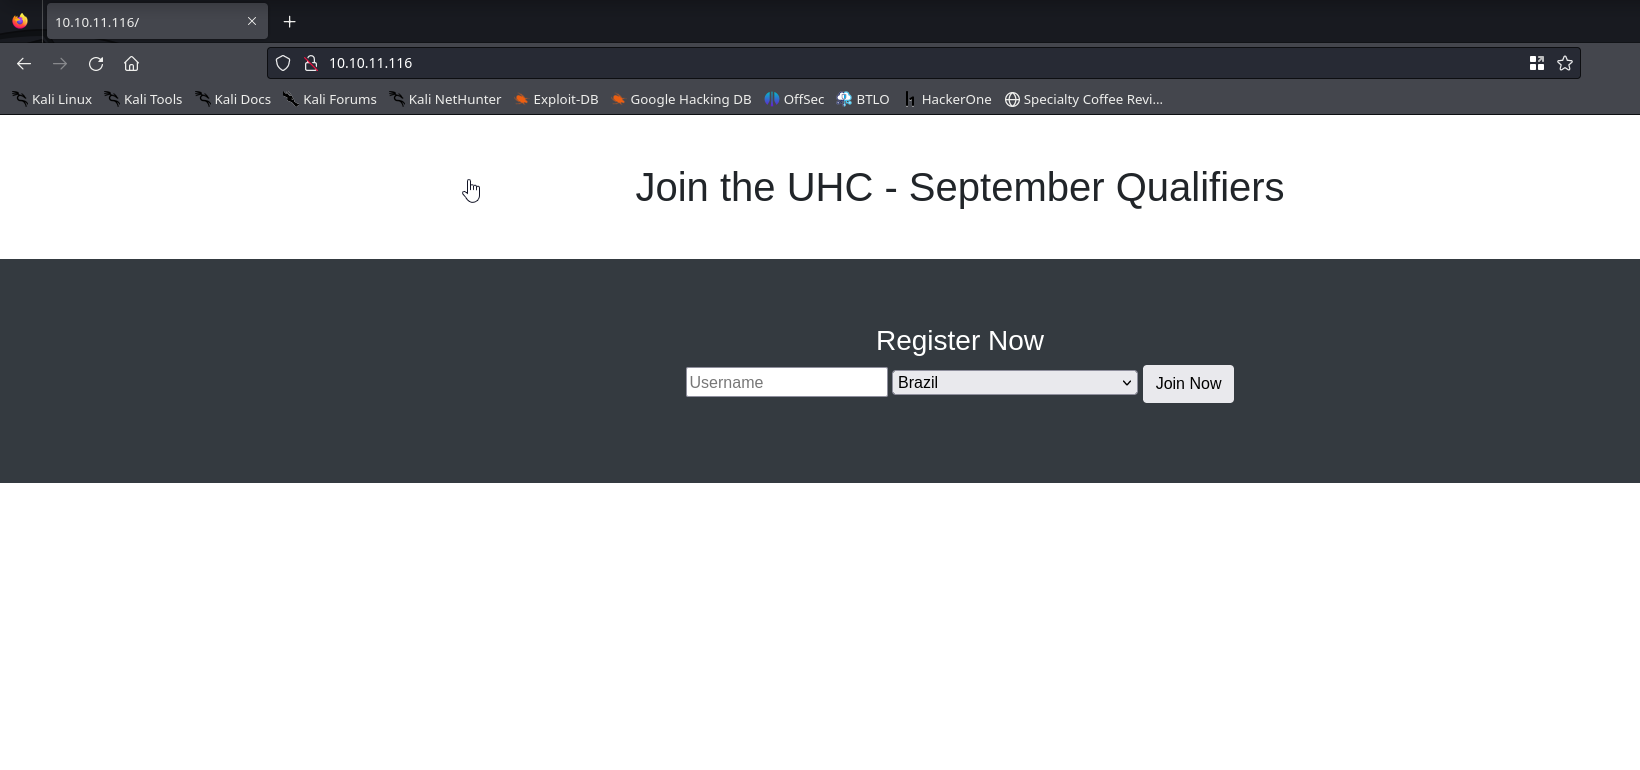 10.10.11.116/
10.10.11.116
Kali Linux Kali Tools Kali Docs Kali Forums Kali NetHunter Exploit-DB Google Hacking DB OffSec BTLO HackerOne Specialty Coffee Revi...
Join the UHC - September Qualifiers
Register Now
Username Brazil Join Now